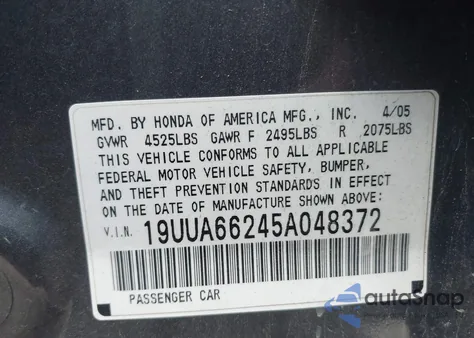 MFD. BY HONDA OF AMERICA MFG., INC. 4/05
GVWR 4525LBS GAWR F 2495LBS R 2075LBS
THIS VEHICLE CONFORMS TO ALL APPLICABLE
FEDERAL MOTOR VEHICLE SAFETY, BUMPER,
AND THEFT PREVENTION STANDARDS IN EFFECT
ON THE DATE OF MANUFACTURE SHOWN ABOVE:
V.I.N. 19UUA66245A048372
PASSENGER CAR
autoSnap